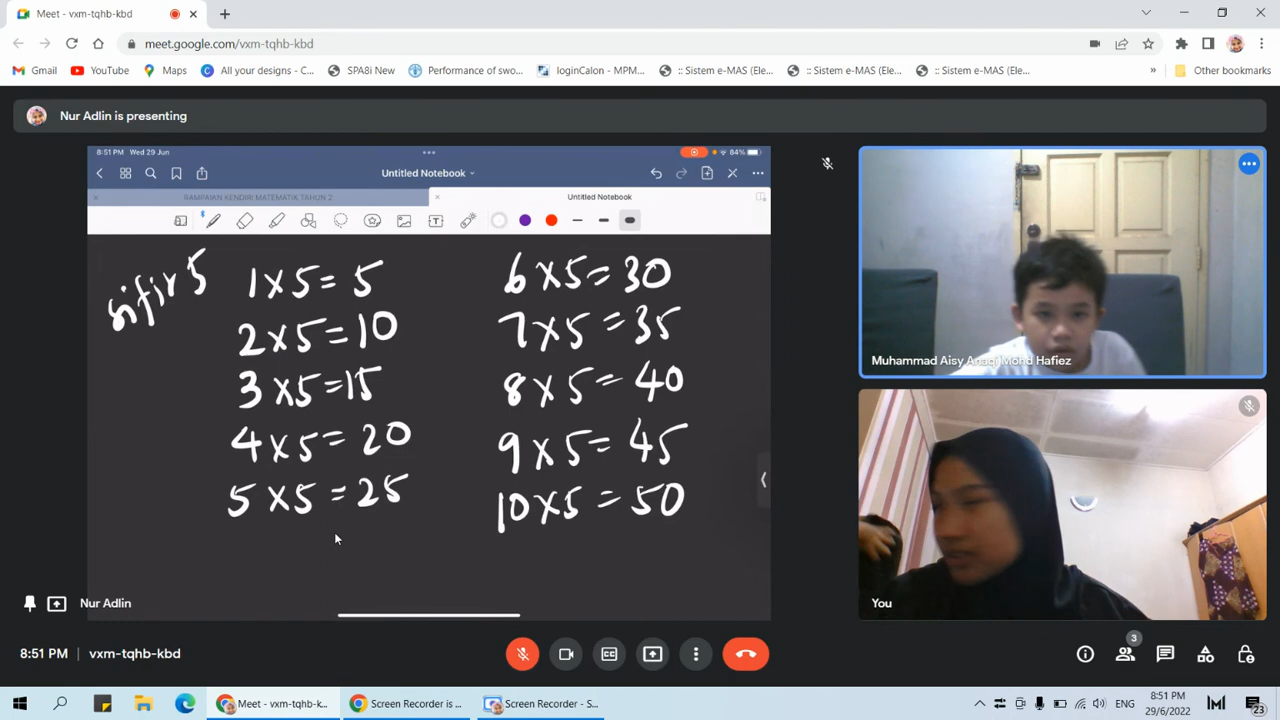 Meet - vxm-tqhb-kbd
meet.google.com/vxm-tqhb-kbd
Gmail
YouTube
Maps
All your designs - C...
SPA8i New
Performance of swo...
loginCalon - MPM...
:: Sistem e-MAS (Ele...
:: Sistem e-MAS (Ele...
:: Sistem e-MAS (Ele...
»
Other bookmarks
Nur Adlin is presenting
8:51 PM Wed 29 Jun
84%
Untitled Notebook
RAMPAIAN KENDIRI MATEMATIK TAHUN 2
Untitled Notebook
sifir 5
1 x 5 = 5
2 x 5 = 10
3 x 5 = 15
4 x 5 = 20
5 x 5 = 25
6 x 5 = 30
7 x 5 = 35
8 x 5 = 40
9 x 5 = 45
10 x 5 = 50
Muhammad Aisy Anaqi Mohd Hafiez
You
Nur Adlin
8:51 PM
vxm-tqhb-kbd
CC
3
Meet - vxm-tqhb-k...
Screen Recorder is ...
Screen Recorder - S...
ENG
8:51 PM
29/6/2022
23